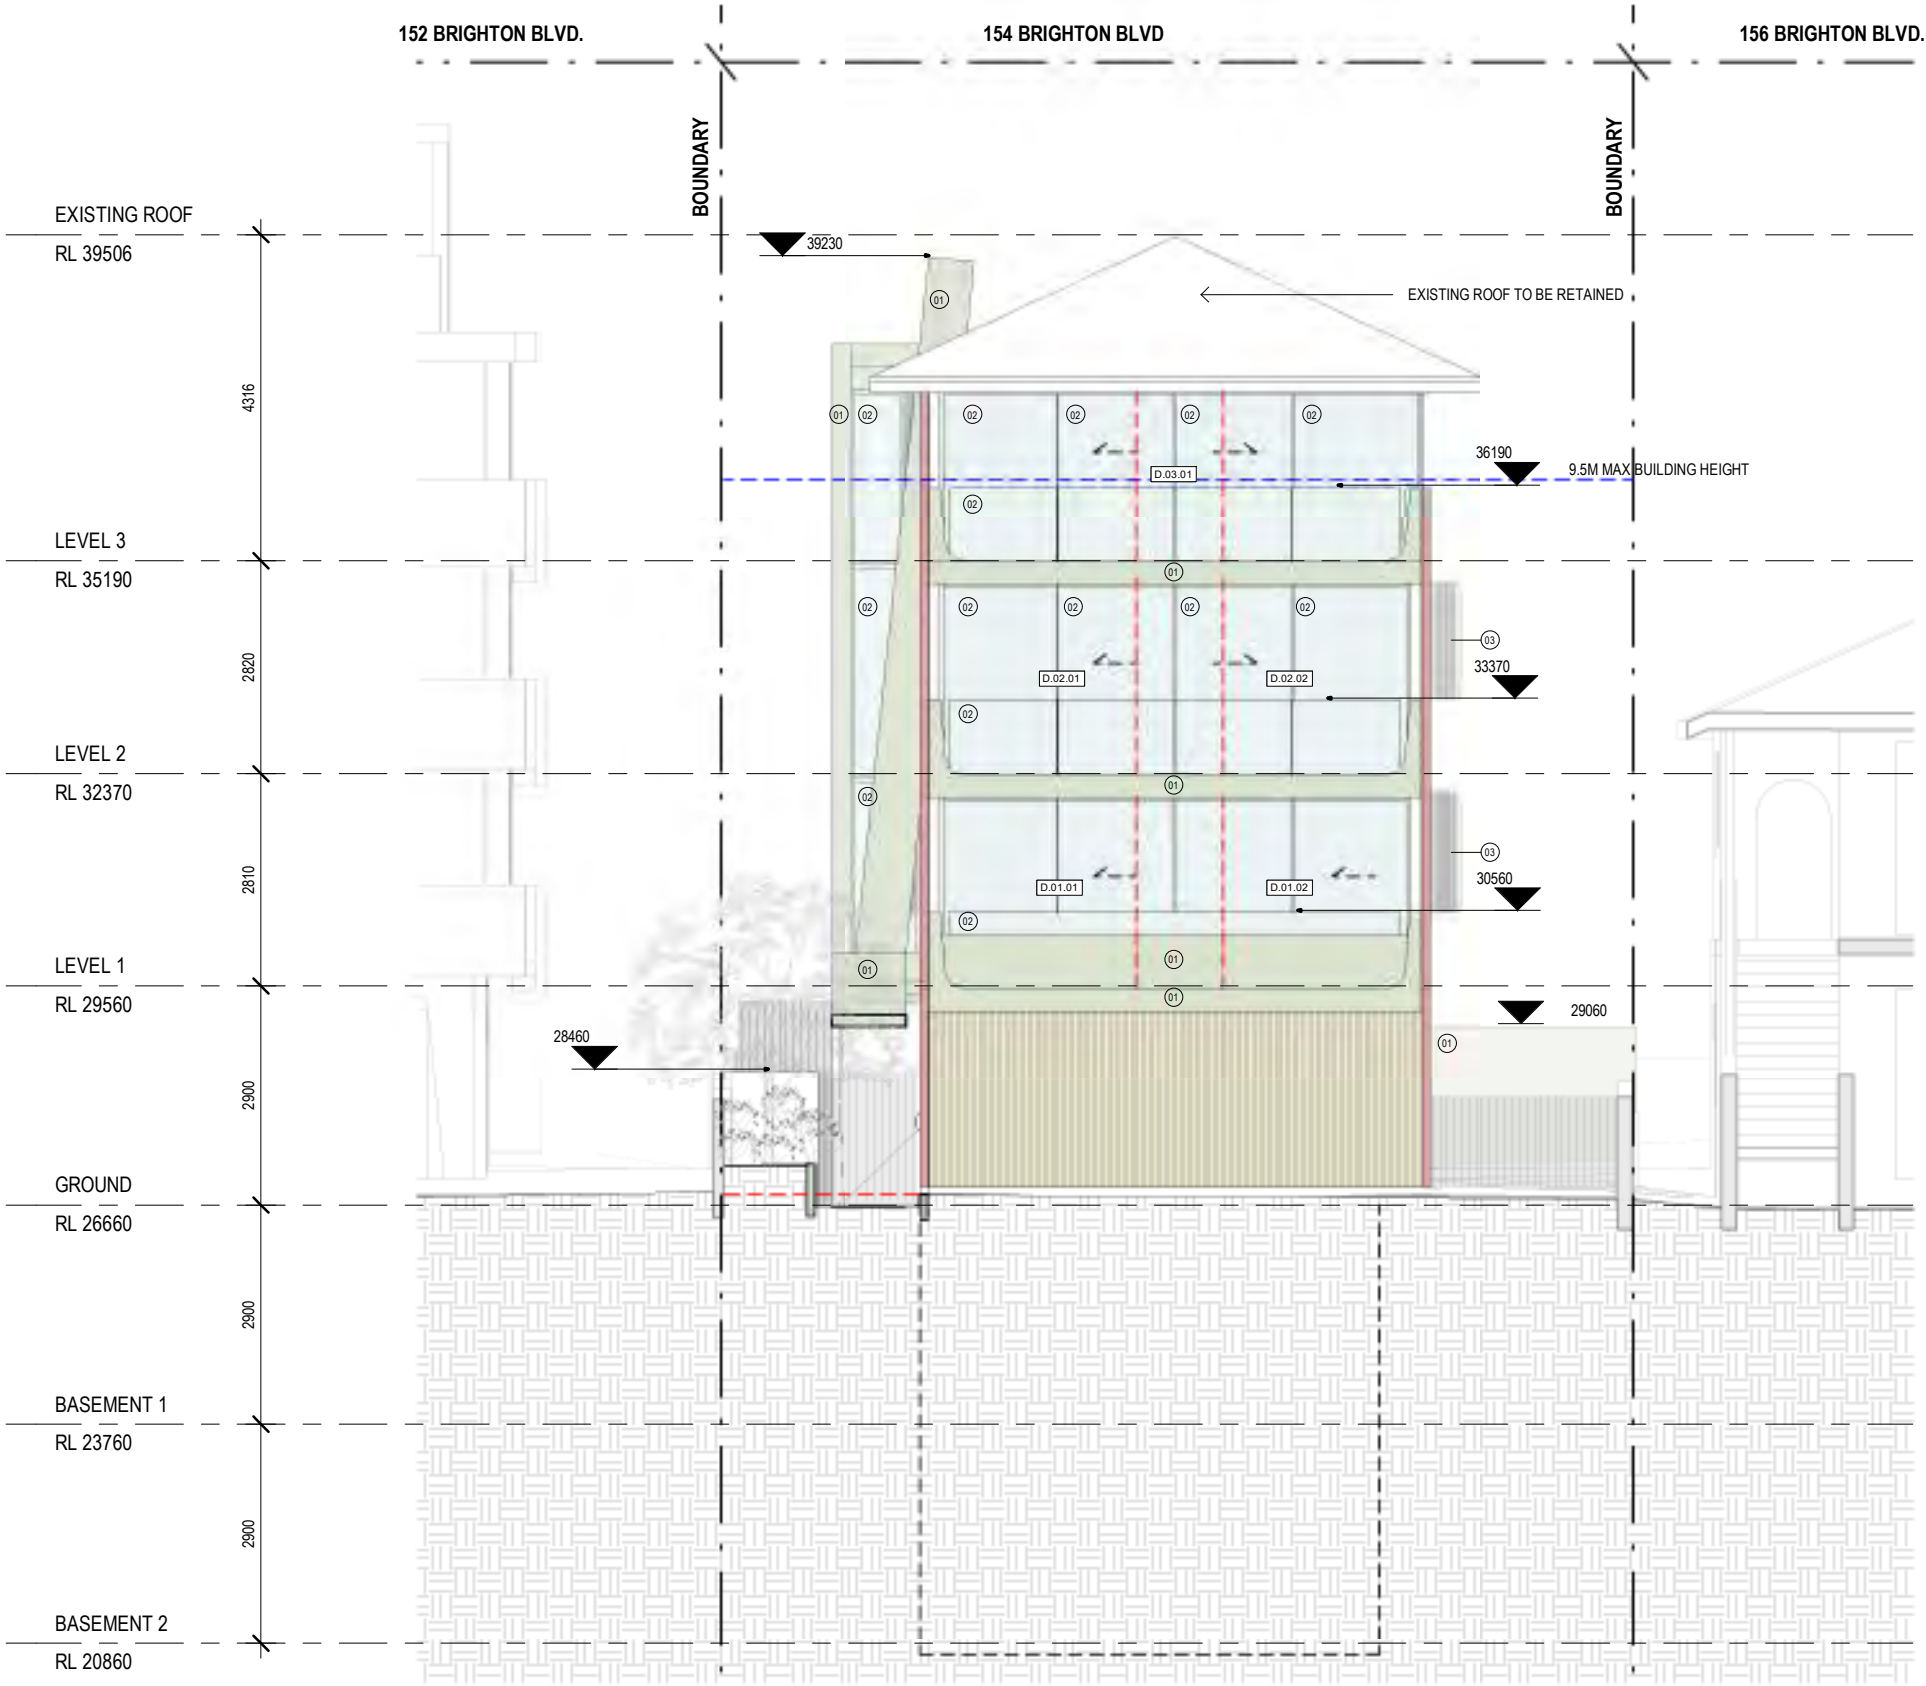 152 BRIGHTON BLVD.
154 BRIGHTON BLVD
156 BRIGHTON BLVD.
BOUNDARY
BOUNDARY
EXISTING ROOF
RL 39506
39230
01
EXISTING ROOF TO BE RETAINED
4316
01
02
02
02
02
02
D.03.01
36190
9.5M MAX BUILDING HEIGHT
02
LEVEL 3
RL 35190
01
02
02
02
02
02
03
2820
D.02.01
D.02.02
33370
02
LEVEL 2
RL 32370
01
02
03
2810
D.01.01
D.01.02
30560
02
LEVEL 1
RL 29560
01
01
01
29060
28460
01
2900
GROUND
RL 26660
2900
BASEMENT 1
RL 23760
2900
BASEMENT 2
RL 20860